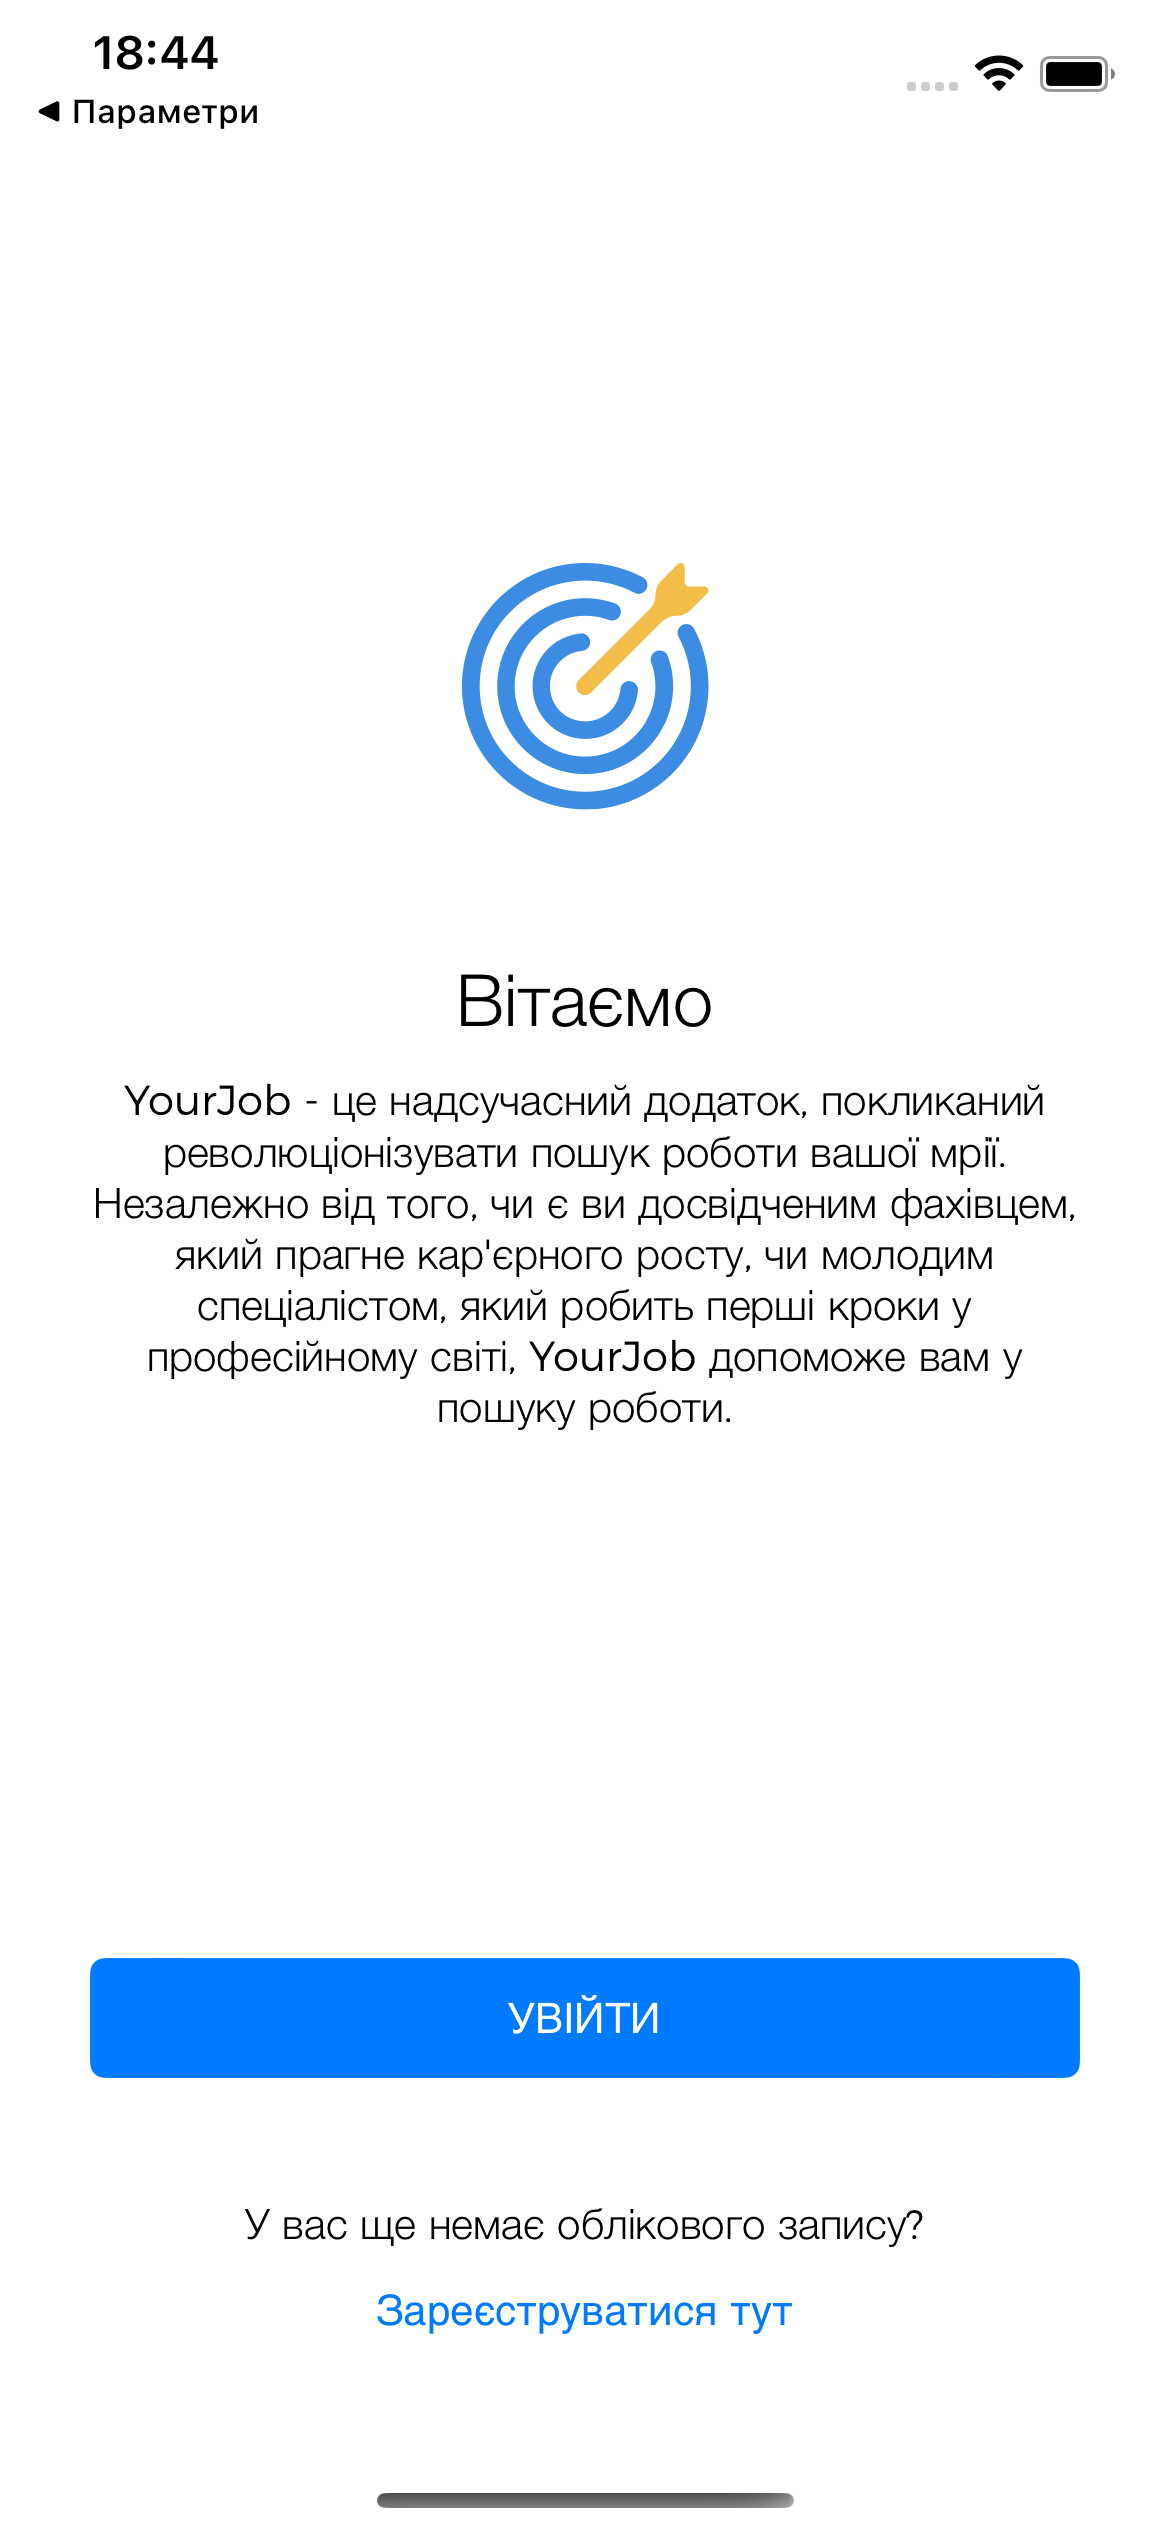 18:44
◀ Параметри
Вітаємо
YourJob - це надсучасний додаток, покликаний
революціонізувати пошук роботи вашої мрії.
Незалежно від того, чи є ви досвідченим фахівцем,
який прагне кар'єрного росту, чи молодим
спеціалістом, який робить перші кроки у
професійному світі, YourJob допоможе вам у
пошуку роботи.
УВІЙТИ
У вас ще немає облікового запису?
Зареєструватися тут